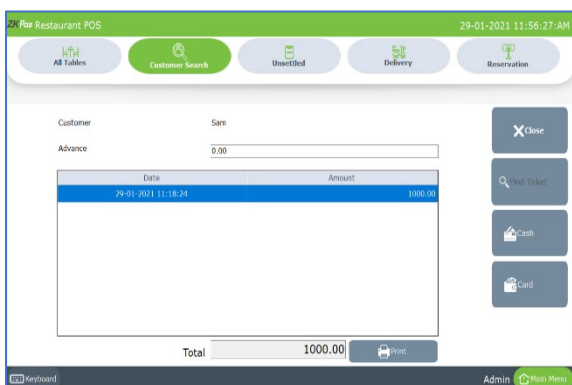 ZKPos Restaurant POS 29-01-2021 11:56:27:AM
All Tables Customer Search Unsettled Delivery Reservation
Customer Sam
Advance 0.00
Date Amount
29-01-2021 11:18:24 1000.00
Total 1000.00 Print
X Close
Find Ticket
Cash
Card
Keyboard Admin Main Menu